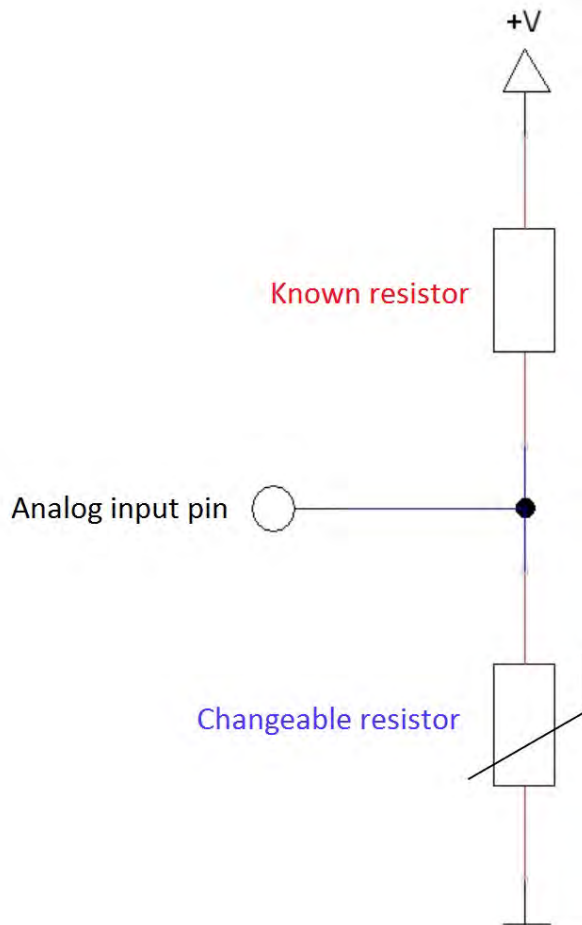 +V
Known resistor
Analog input pin
Changeable resistor